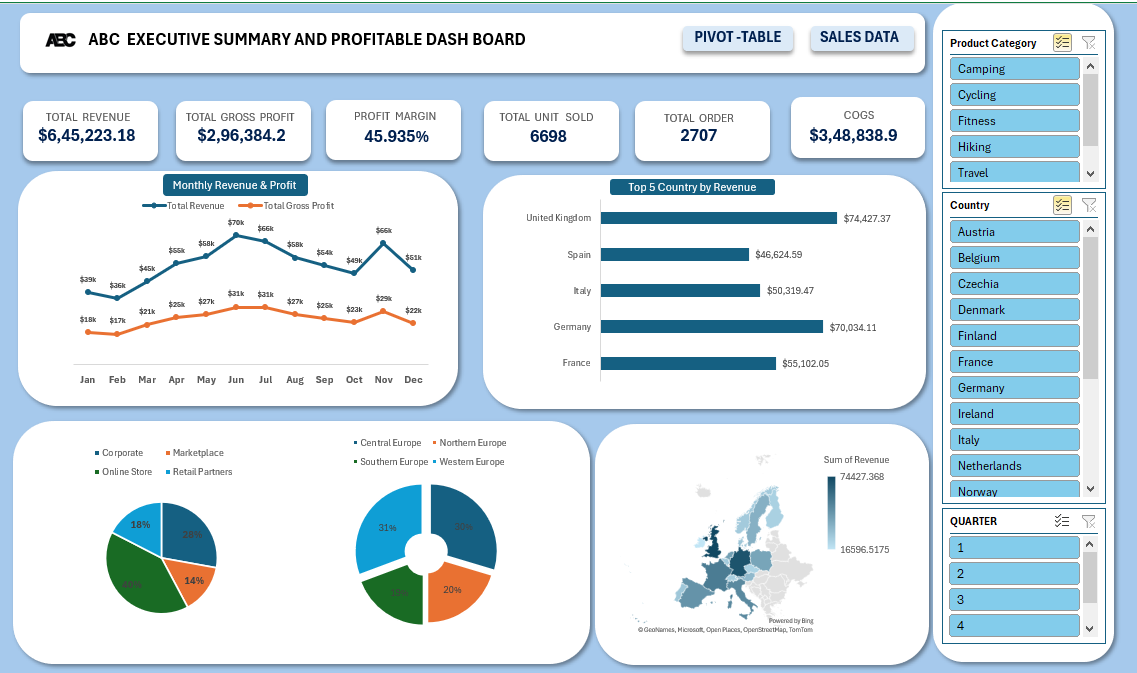 ABC ABC EXECUTIVE SUMMARY AND PROFITABLE DASH BOARD
PIVOT -TABLE
SALES DATA
TOTAL REVENUE
$6,45,223.18
TOTAL GROSS PROFIT
$2,96,384.2
PROFIT MARGIN
45.935%
TOTAL UNIT SOLD
6698
TOTAL ORDER
2707
COGS
$3,48,838.9
Monthly Revenue & Profit
Total Revenue Total Gross Profit
$39k $36k $45k $55k $58k $70k $66k $58k $54k $49k $66k $51k
$18k $17k $21k $25k $27k $31k $31k $27k $25k $23k $29k $22k
Jan Feb Mar Apr May Jun Jul Aug Sep Oct Nov Dec
Top 5 Country by Revenue
United Kingdom $74,427.37
Spain $46,624.59
Italy $50,319.47
Germany $70,034.11
France $55,102.05
Corporate Marketplace
Online Store Retail Partners
18% 28%
40% 14%
Central Europe Northern Europe
Southern Europe Western Europe
31% 30%
20%
Sum of Revenue
74427.368
16596.5175
Powered by Bing
© GeoNames, Microsoft, Open Places, OpenStreetMap, TomTom
Product Category
Camping
Cycling
Fitness
Hiking
Travel
Country
Austria
Belgium
Czechia
Denmark
Finland
France
Germany
Ireland
Italy
Netherlands
Norway
QUARTER
1
2
3
4